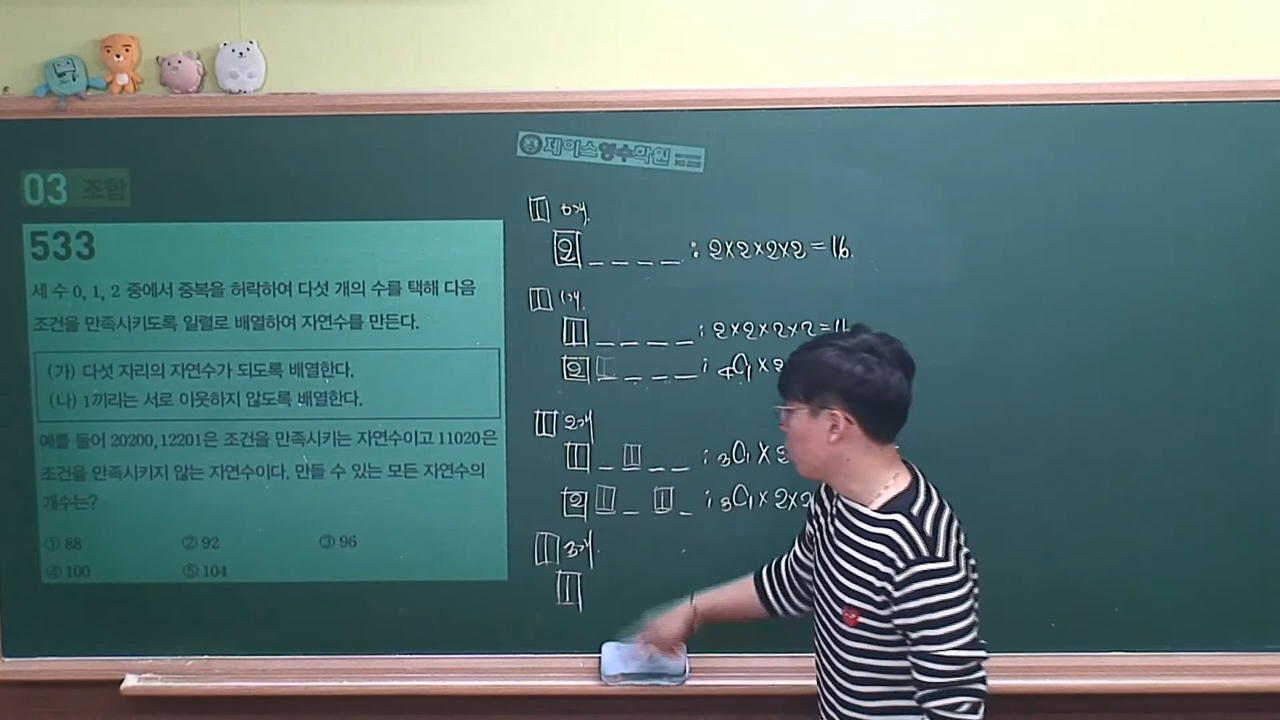 제이스영수학원
03 조합
533
세 수 0, 1, 2 중에서 중복을 허락하여 다섯 개의 수를 택해 다음
조건을 만족시키도록 일렬로 배열하여 자연수를 만든다.
(가) 다섯 자리의 자연수가 되도록 배열한다.
(나) 1끼리는 서로 이웃하지 않도록 배열한다.
예를 들어 20200, 12201은 조건을 만족시키는 자연수이고 11020은
조건을 만족시키지 않는 자연수이다. 만들 수 있는 모든 자연수의
개수는?
① 88 ② 92 ③ 96
④ 100 ⑤ 104
1 0개.
2 _ _ _ _ : 2×2×2×2=16.
1 1개.
1 _ _ _ _ : 2×2×2×2=16
2 1 _ _ _ : ₄C₁×2
1 2개
1 _ 1 _ _ : ₃C₁×2
2 1 _ 1 _ : ₃C₁×2×2
1 3개.
1